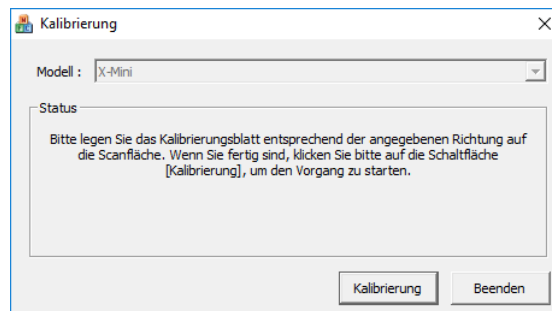 Kalibrierung
Modell : X-Mini
Status
Bitte legen Sie das Kalibrierungsblatt entsprechend der angegebenen Richtung auf
die Scanfläche. Wenn Sie fertig sind, klicken Sie bitte auf die Schaltfläche
[Kalibrierung], um den Vorgang zu starten.
Kalibrierung Beenden